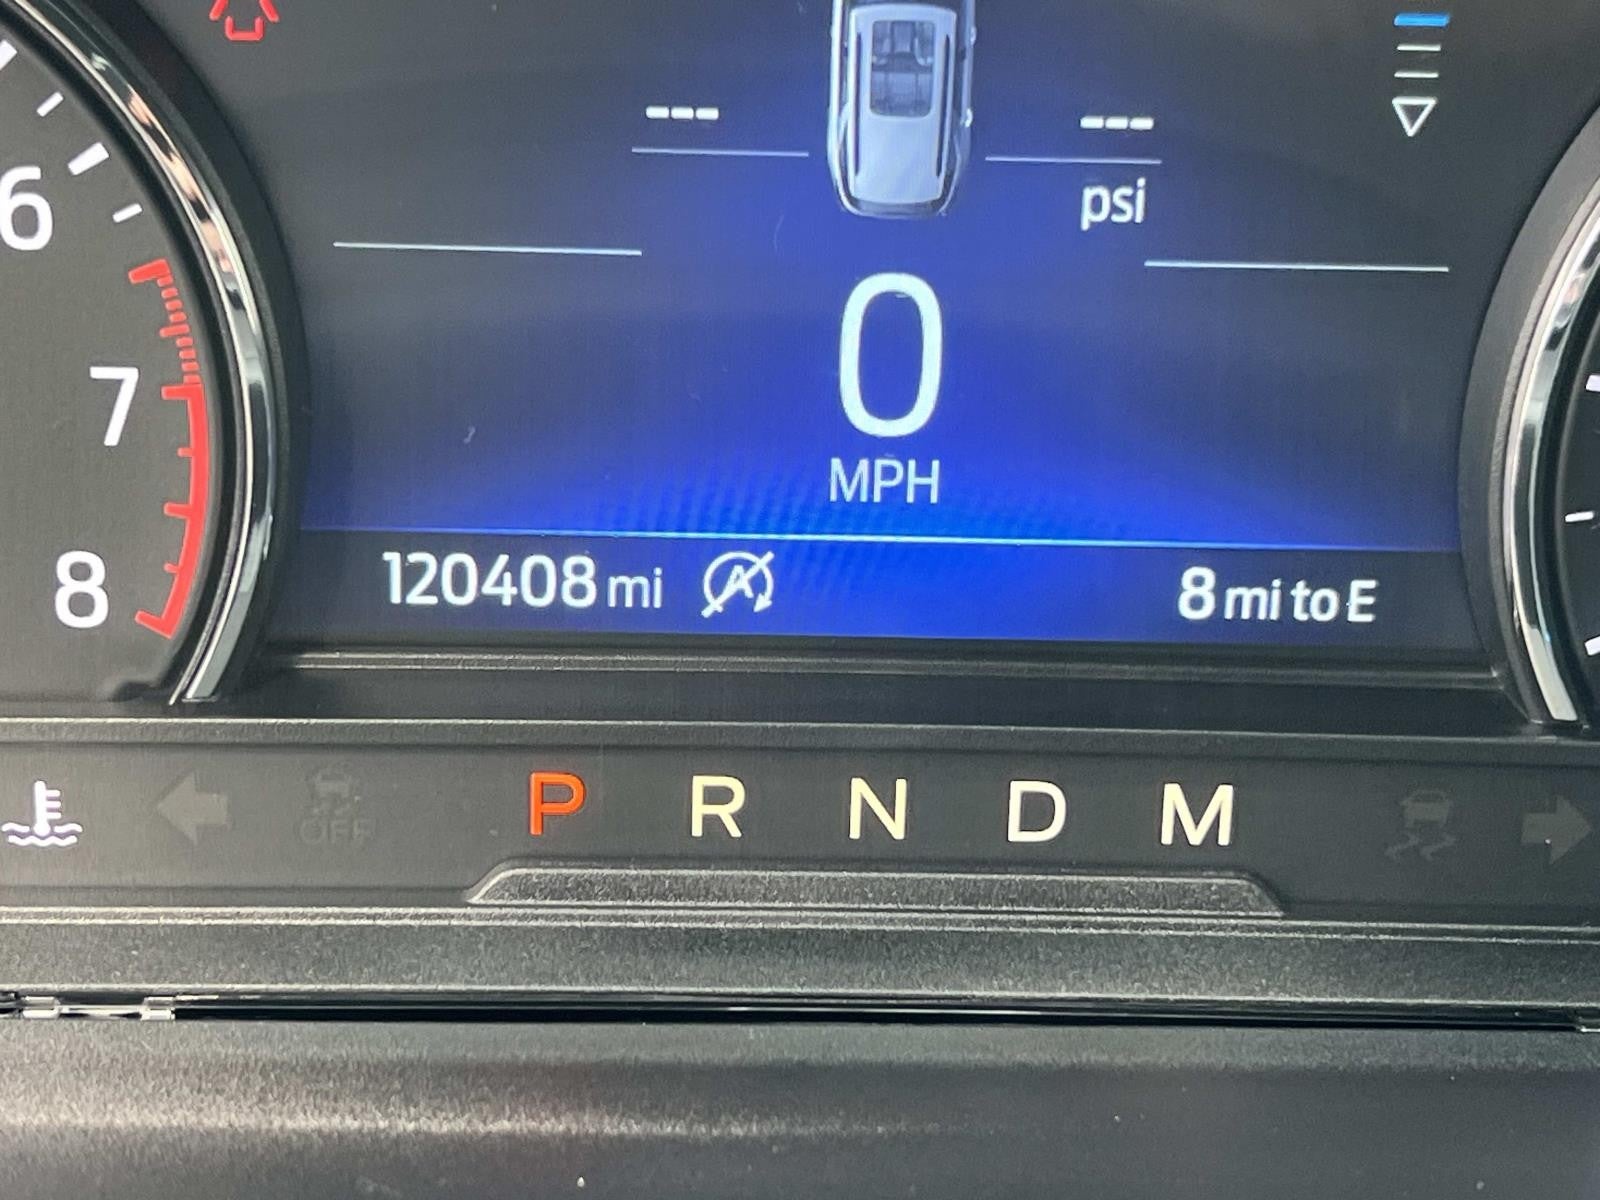 --- ---
psi
6
0
7
MPH
120408 mi 8 mi to E
8
OFF P R N D M